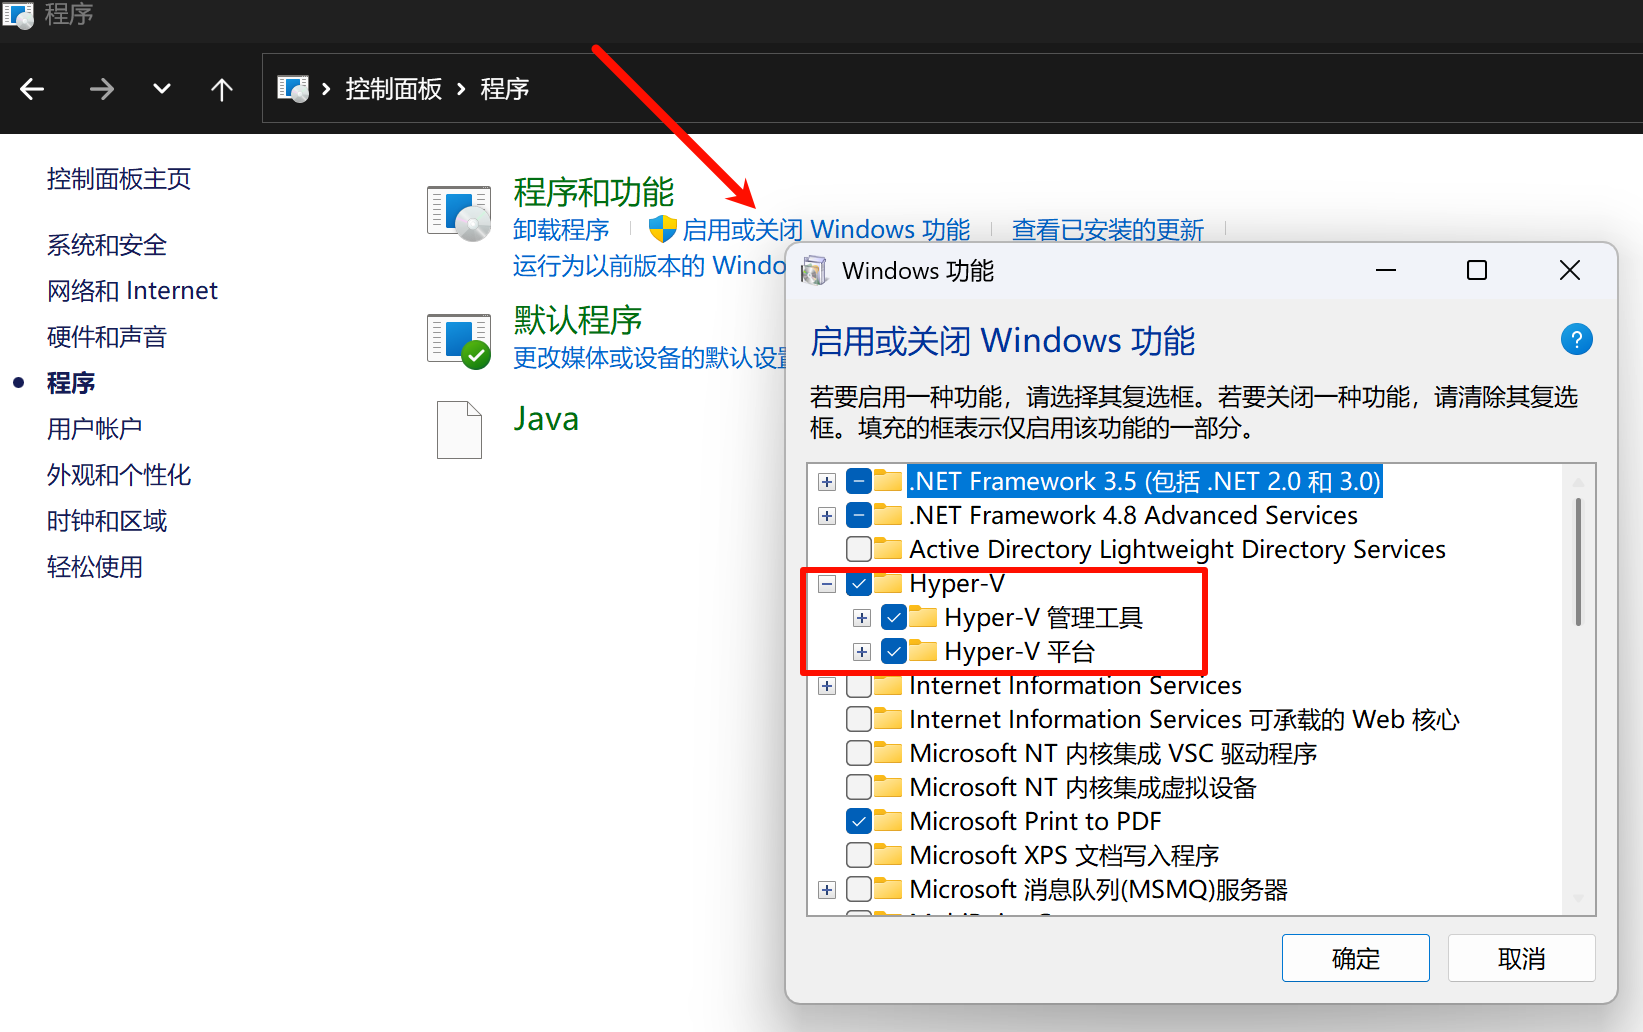 程序
控制面板 › 程序
控制面板主页
系统和安全
网络和 Internet
硬件和声音
程序
用户帐户
外观和个性化
时钟和区域
轻松使用
程序和功能
卸载程序 启用或关闭 Windows 功能 查看已安装的更新
运行为以前版本的 Windo
默认程序
更改媒体或设备的默认设置
Java
Windows 功能
启用或关闭 Windows 功能
?
若要启用一种功能，请选择其复选框。若要关闭一种功能，请清除其复选
框。填充的框表示仅启用该功能的一部分。
.NET Framework 3.5 (包括 .NET 2.0 和 3.0)
.NET Framework 4.8 Advanced Services
Active Directory Lightweight Directory Services
Hyper-V
Hyper-V 管理工具
Hyper-V 平台
Internet Information Services
Internet Information Services 可承载的 Web 核心
Microsoft NT 内核集成 VSC 驱动程序
Microsoft NT 内核集成虚拟设备
Microsoft Print to PDF
Microsoft XPS 文档写入程序
Microsoft 消息队列(MSMQ)服务器
确定
取消